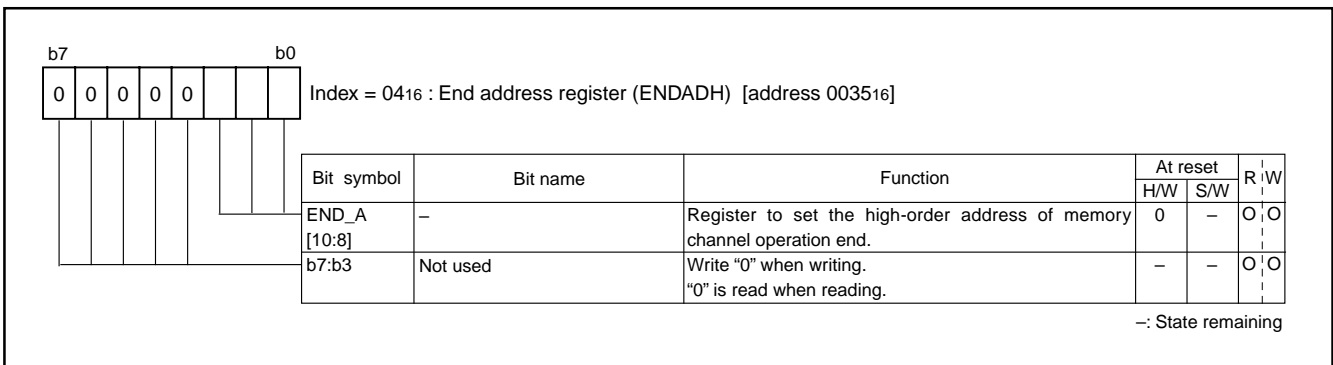 b7 b0
0 0 0 0 0 Index = 0416 : End address register (ENDADH) [address 003516]
Bit symbol Bit name Function At reset R W
H/W S/W
END_A – Register to set the high-order address of memory 0 – O O
[10:8] channel operation end.
b7:b3 Not used Write “0” when writing. – – O O
“0” is read when reading.
–: State remaining